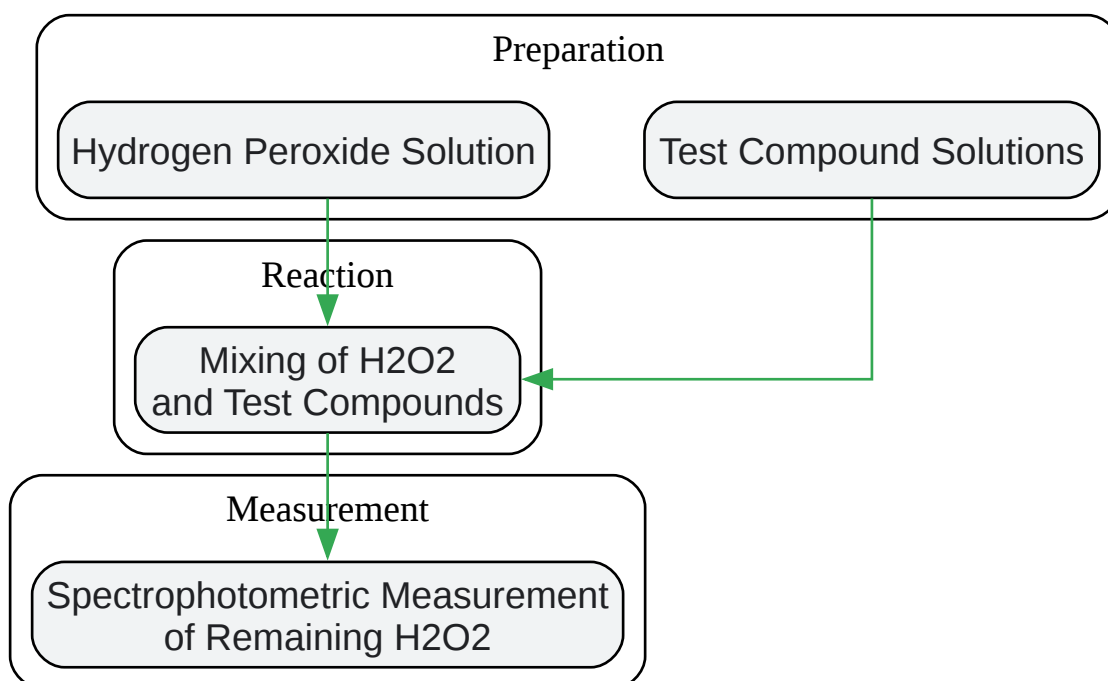 Preparation
Hydrogen Peroxide Solution
Test Compound Solutions
Reaction
Mixing of H2O2
and Test Compounds
Measurement
Spectrophotometric Measurement
of Remaining H2O2